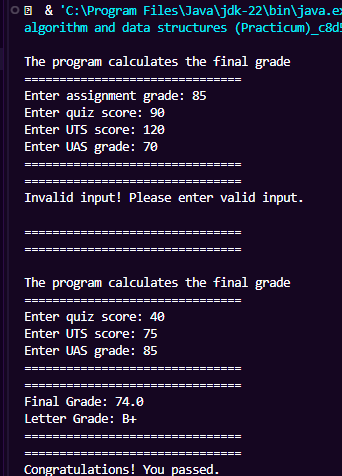 & 'C:\Program Files\Java\jdk-22\bin\java.ex
algorithm and data structures (Practicum)_c8d5
The program calculates the final grade
===============================
Enter assignment grade: 85
Enter quiz score: 90
Enter UTS score: 120
Enter UAS grade: 70
===============================
===============================
Invalid input! Please enter valid input.
===============================
===============================
The program calculates the final grade
===============================
Enter quiz score: 40
Enter UTS score: 75
Enter UAS grade: 85
===============================
===============================
Final Grade: 74.0
Letter Grade: B+
===============================
===============================
Congratulations! You passed.